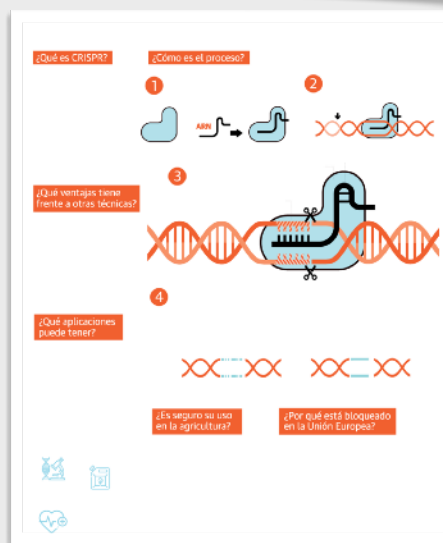 ¿Qué es CRISPR?
¿Cómo es el proceso?
1
2
ARN
¿Qué ventajas tiene
frente a otras técnicas?
3
4
¿Qué aplicaciones
puede tener?
¿Es seguro su uso
en la agricultura?
¿Por qué está bloqueado
en la Unión Europea?